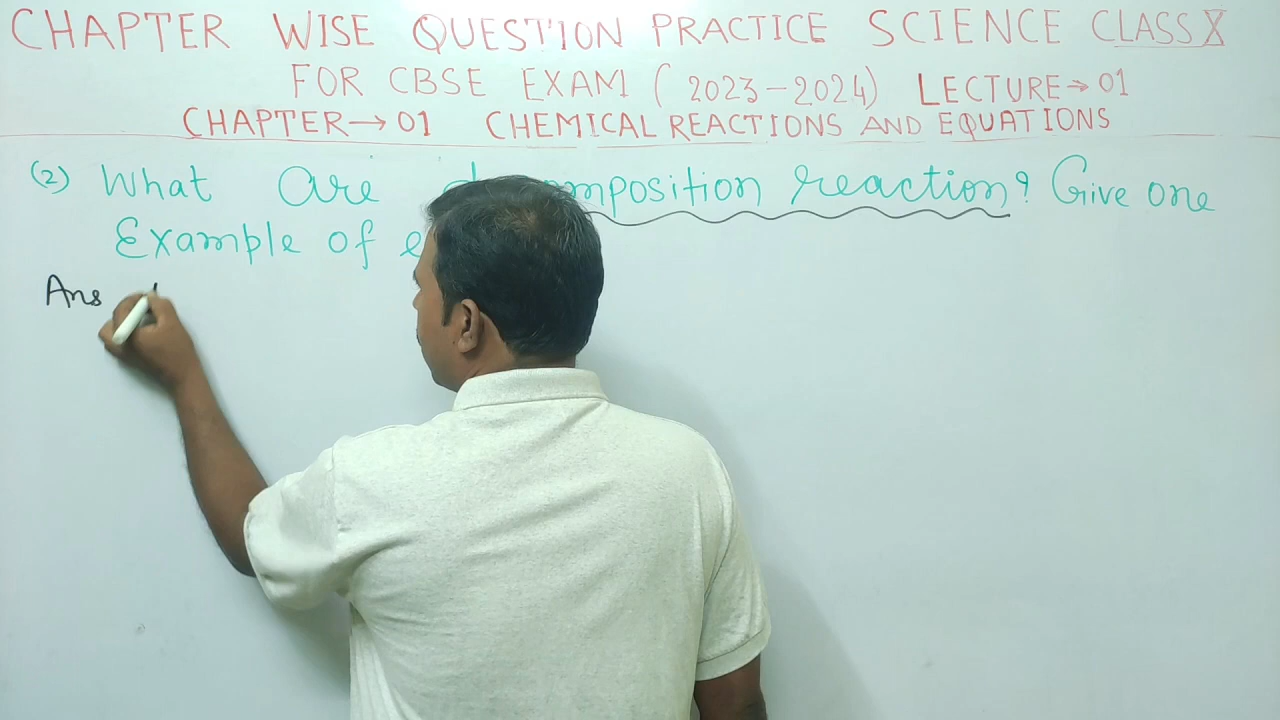 CHAPTER WISE QUESTION PRACTICE SCIENCE CLASS X
FOR CBSE EXAM (2023-2024) LECTURE→01
CHAPTER→01 CHEMICAL REACTIONS AND EQUATIONS
(2) What are decomposition reaction? Give one
Example of
Ans